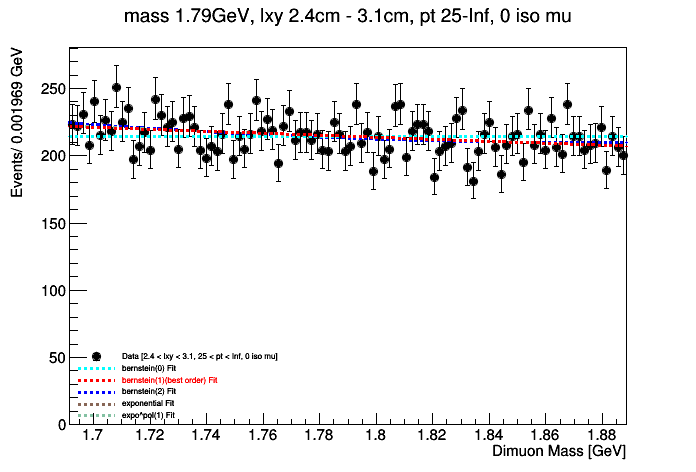 mass 1.79GeV, lxy 2.4cm - 3.1cm, pt 25-Inf, 0 iso mu
Events/ 0.001969 GeV
250
200
150
100
50
0
Data [2.4 < lxy < 3.1, 25 < pt < Inf, 0 iso mu]
bernstein(0) Fit
bernstein(1)(best order) Fit
bernstein(2) Fit
exponential Fit
expo*pol(1) Fit
1.7 1.72 1.74 1.76 1.78 1.8 1.82 1.84 1.86 1.88
Dimuon Mass [GeV]